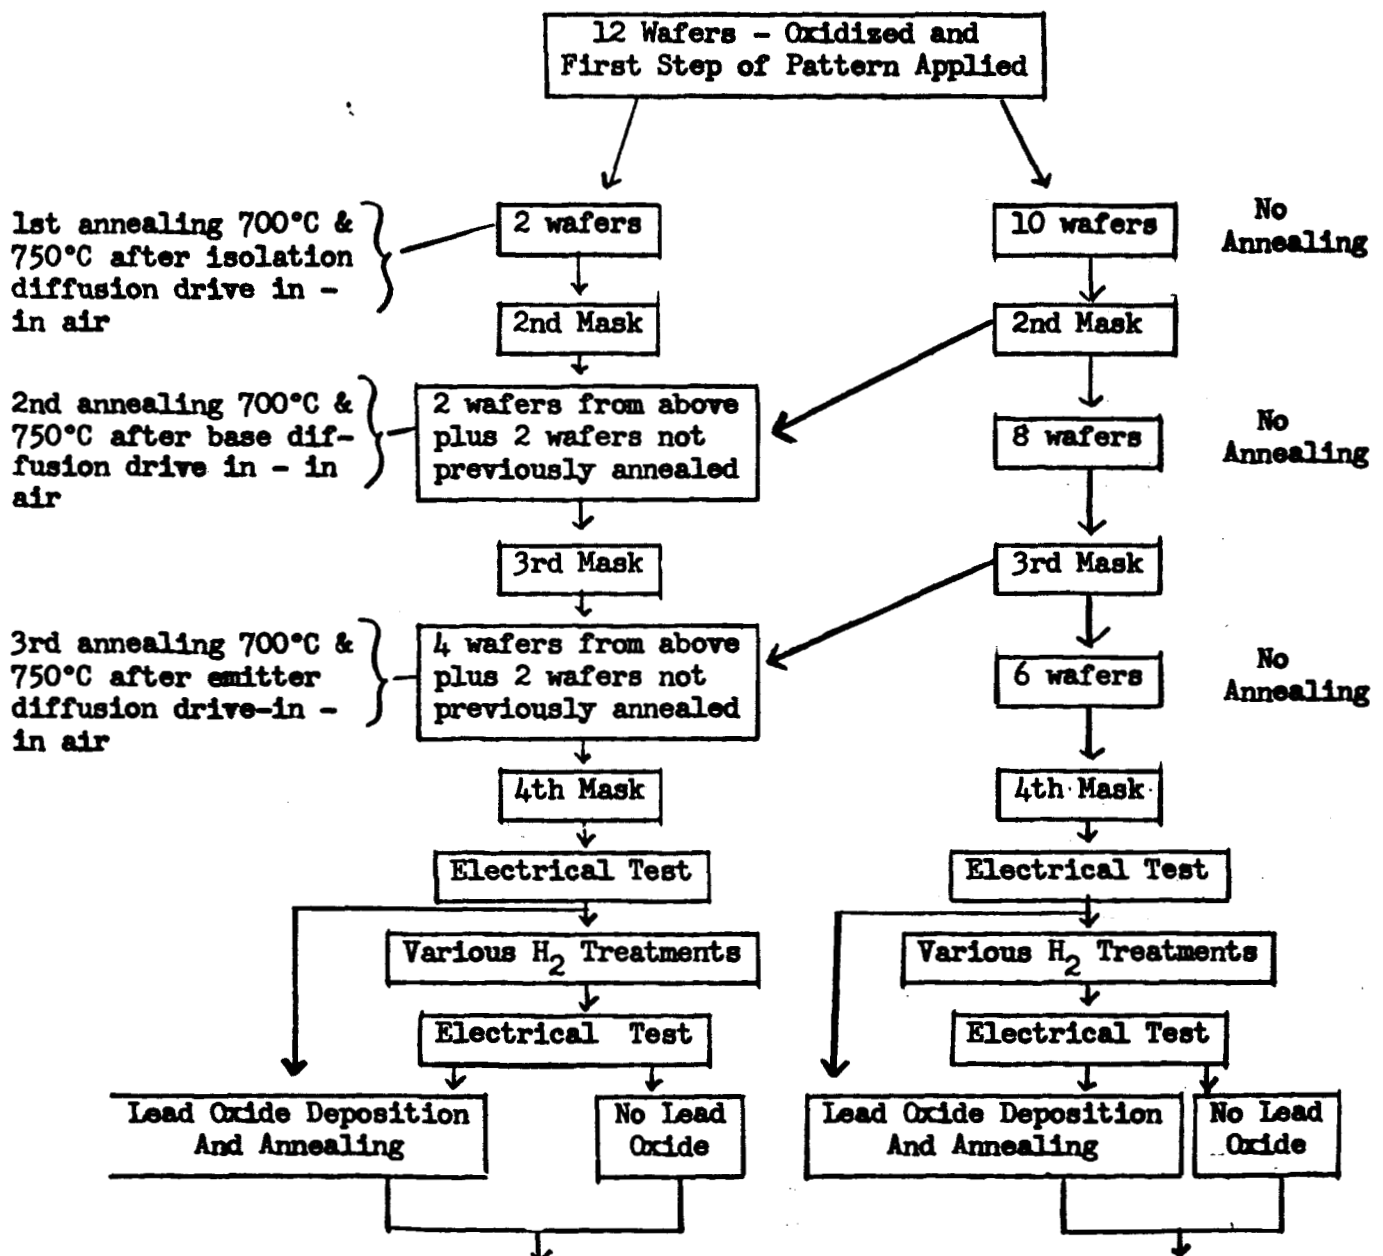 12 Wafers - Oxidized and
First Step of Pattern Applied
1st annealing 700°C &
750°C after isolation
diffusion drive in -
in air
2 wafers
10 wafers
No
Annealing
2nd Mask
2nd Mask
2nd annealing 700°C &
750°C after base dif-
fusion drive in - in
air
2 wafers from above
plus 2 wafers not
previously annealed
8 wafers
No
Annealing
3rd Mask
3rd Mask
3rd annealing 700°C &
750°C after emitter
diffusion drive-in -
in air
4 wafers from above
plus 2 wafers not
previously annealed
6 wafers
No
Annealing
4th Mask
4th Mask
Electrical Test
Electrical Test
Various H2 Treatments
Various H2 Treatments
Electrical Test
Electrical Test
Lead Oxide Deposition
And Annealing
No Lead
Oxide
Lead Oxide Deposition
And Annealing
No Lead
Oxide